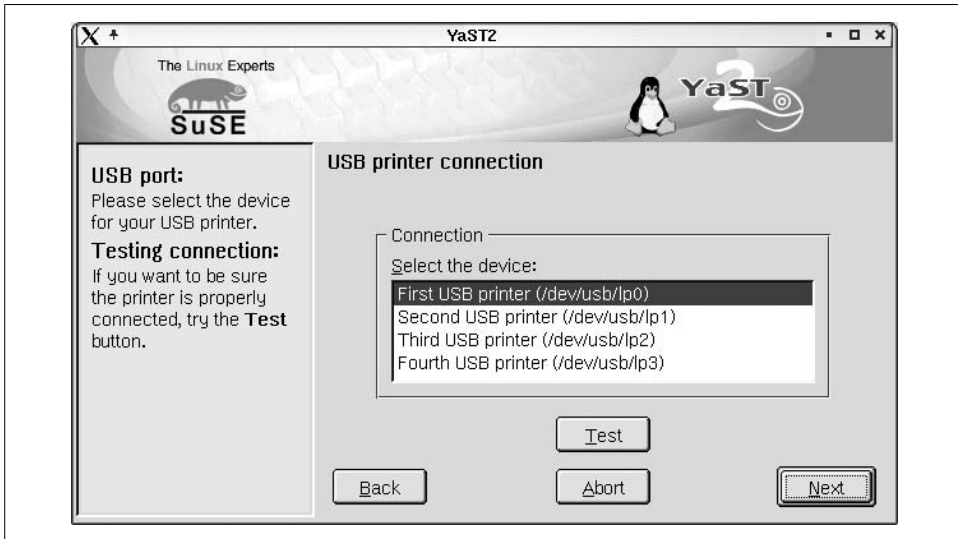 YaST2
The Linux Experts
SuSE
YaST
2
USB port:
Please select the device
for your USB printer.
Testing connection:
If you want to be sure
the printer is properly
connected, try the Test
button.
USB printer connection
Connection
Select the device:
First USB printer (/dev/usb/lp0)
Second USB printer (/dev/usb/lp1)
Third USB printer (/dev/usb/lp2)
Fourth USB printer (/dev/usb/lp3)
Test
Back
Abort
Next